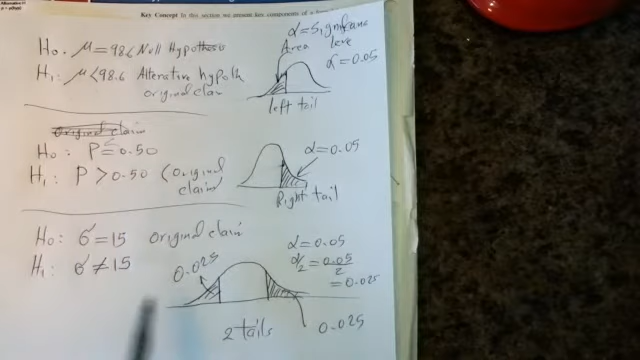 Key Concept In this section we present key components of a
H₀: μ = 98.6 Null Hypothesis
H₁: μ < 98.6 Alternative hypoth
original claim
α = Significance
Area level
α = 0.05
left tail
Original claim
H₀: P = 0.50
H₁: P > 0.50 (original
claim)
α = 0.05
Right tail
H₀: σ = 15 original claim
H₁: σ ≠ 15
α = 0.05
α/2 = 0.05/2
= 0.025
0.025
2 tails
0.025